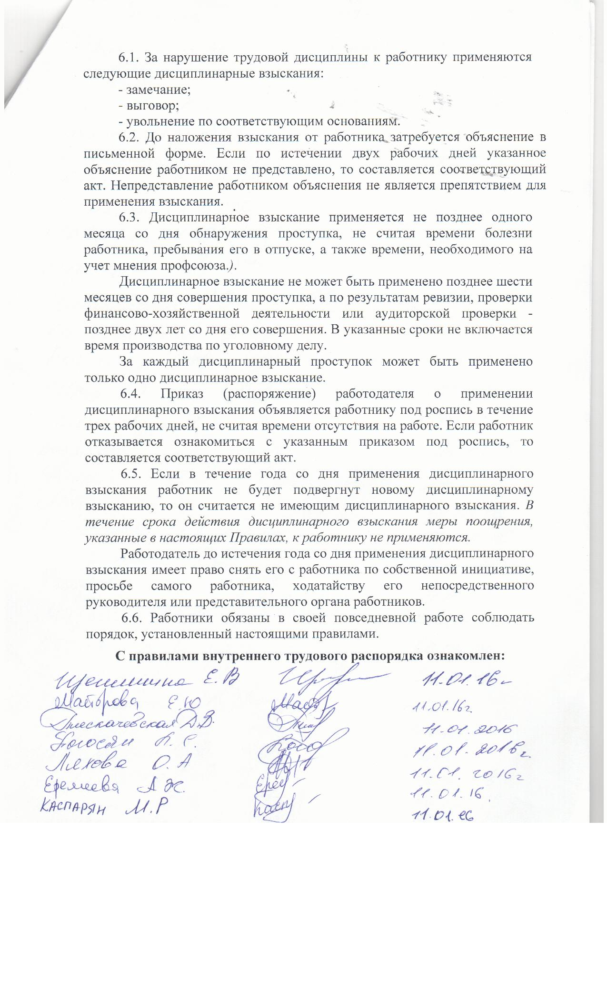 6.1. За нарушение трудовой дисциплины к работнику применяются
следующие дисциплинарные взыскания:
- замечание;
- выговор;
- увольнение по соответствующим основаниям.
6.2. До наложения взыскания от работника затребуется объяснение в
письменной форме. Если по истечении двух рабочих дней указанное
объяснение работником не представлено, то составляется соответствующий
акт. Непредставление работником объяснения не является препятствием для
применения взыскания.
6.3. Дисциплинарное взыскание применяется не позднее одного
месяца со дня обнаружения проступка, не считая времени болезни
работника, пребывания его в отпуске, а также времени, необходимого на
учет мнения профсоюза.).
Дисциплинарное взыскание не может быть применено позднее шести
месяцев со дня совершения проступка, а по результатам ревизии, проверки
финансово-хозяйственной деятельности или аудиторской проверки -
позднее двух лет со дня его совершения. В указанные сроки не включается
время производства по уголовному делу.
За каждый дисциплинарный проступок может быть применено
только одно дисциплинарное взыскание.
6.4. Приказ (распоряжение) работодателя о применении
дисциплинарного взыскания объявляется работнику под роспись в течение
трех рабочих дней, не считая времени отсутствия на работе. Если работник
отказывается ознакомиться с указанным приказом под роспись, то
составляется соответствующий акт.
6.5. Если в течение года со дня применения дисциплинарного
взыскания работник не будет подвергнут новому дисциплинарному
взысканию, то он считается не имеющим дисциплинарного взыскания. В
течение срока действия дисциплинарного взыскания меры поощрения,
указанные в настоящих Правилах, к работнику не применяются.
Работодатель до истечения года со дня применения дисциплинарного
взыскания имеет право снять его с работника по собственной инициативе,
просьбе самого работника, ходатайству его непосредственного
руководителя или представительного органа работников.
6.6. Работники обязаны в своей повседневной работе соблюдать
порядок, установленный настоящими правилами.
С правилами внутреннего трудового распорядка ознакомлен:
Е. В 11.01.16
Майорова Е.Ю 11.01.16г.
Плескачевская Д.В. 11.01.2016
Погосян К. С. 11.01.2016г.
Ляхова О. А 11.01.2016г
Еремеева А Ж. 11.01.16.
КАСПАРЯН М.Р 11.01.16